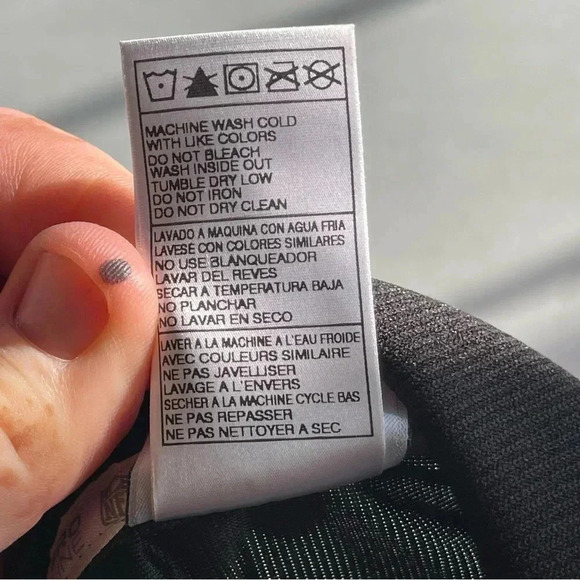 MACHINE WASH COLD
WITH LIKE COLORS
DO NOT BLEACH
WASH INSIDE OUT
TUMBLE DRY LOW
DO NOT IRON
DO NOT DRY CLEAN
LAVADO A MAQUINA CON AGUA FRIA
LAVESE CON COLORES SIMILARES
NO USE BLANQUEADOR
LAVAR DEL REVES
SECAR A TEMPERATURA BAJA
NO PLANCHAR
NO LAVAR EN SECO
LAVER A LA MACHINE A L'EAU FROIDE
AVEC COULEURS SIMILAIRE
NE PAS JAVELLISER
LAVAGE A L'ENVERS
SECHER A LA MACHINE CYCLE BAS
NE PAS REPASSER
NE PAS NETTOYER A SEC